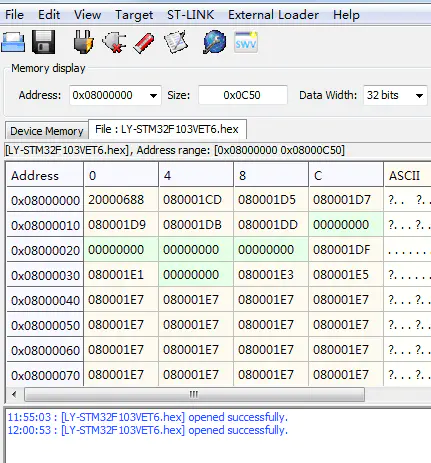 File Edit View Target ST-LINK External Loader Help
SWV
Memory display
Address: 0x08000000 Size: 0x0C50 Data Width: 32 bits
Device Memory File : LY-STM32F103VET6.hex
[LY-STM32F103VET6.hex], Address range: [0x08000000 0x08000C50]
Address 0 4 8 C ASCII
0x08000000 20000688 080001CD 080001D5 080001D7 ?.. ?...
0x08000010 080001D9 080001DB 080001DD 00000000 ?...?...
0x08000020 00000000 00000000 00000000 080001DF ......
0x08000030 080001E1 00000000 080001E3 080001E5 ?.......
0x08000040 080001E7 080001E7 080001E7 080001E7 ?...?...
0x08000050 080001E7 080001E7 080001E7 080001E7 ?...?...
0x08000060 080001E7 080001E7 080001E7 080001E7 ?...?...
0x08000070 080001E7 080001E7 080001E7 080001E7 ?...?...
11:55:03 : [LY-STM32F103VET6.hex] opened successfully.
12:00:53 : [LY-STM32F103VET6.hex] opened successfully.